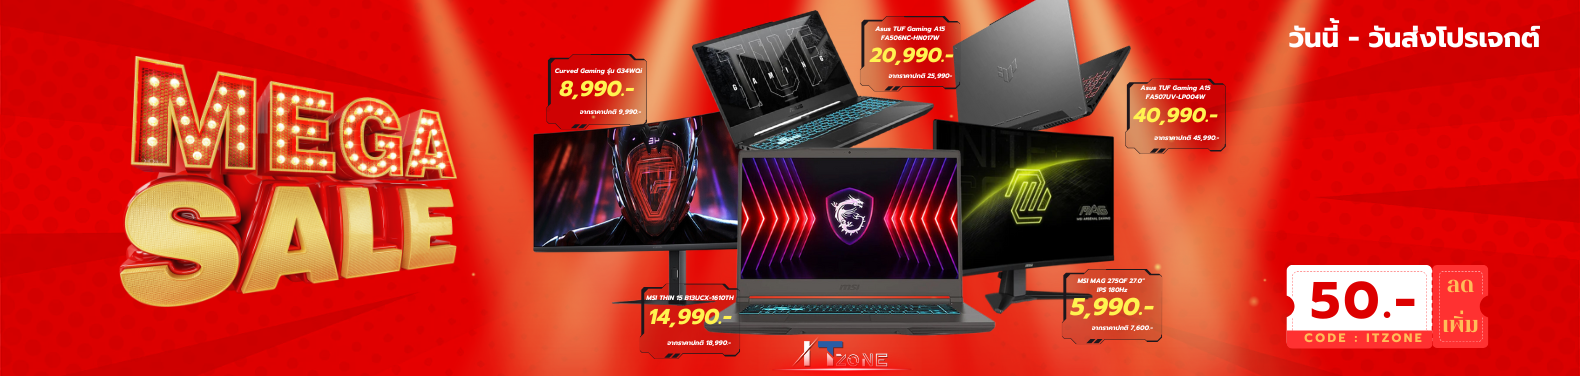 MEGA
SALE
Curved Gaming รุ่น G34WQi
8,990.-
จากราคาปกติ 9,990.-
Asus TUF Gaming A15
FA506NC-HN017W
20,990.-
จากราคาปกติ 25,990-
TUF
GAMING
Asus TUF Gaming A15
FA507UV-LP004W
40,990.-
จากราคาปกติ 45,990.-
วันนี้ - วันส่งโปรเจกต์
MSI THIN 15 B13UCX-1610TH
14,990.-
จากราคาปกติ 18,990.-
MSI MAG 275QF 27.0"
IPS 180Hz
5,990.-
จากราคาปกติ 7,600.-
ITZONE
50.-
CODE : ITZONE
ลด
เพิ่ม